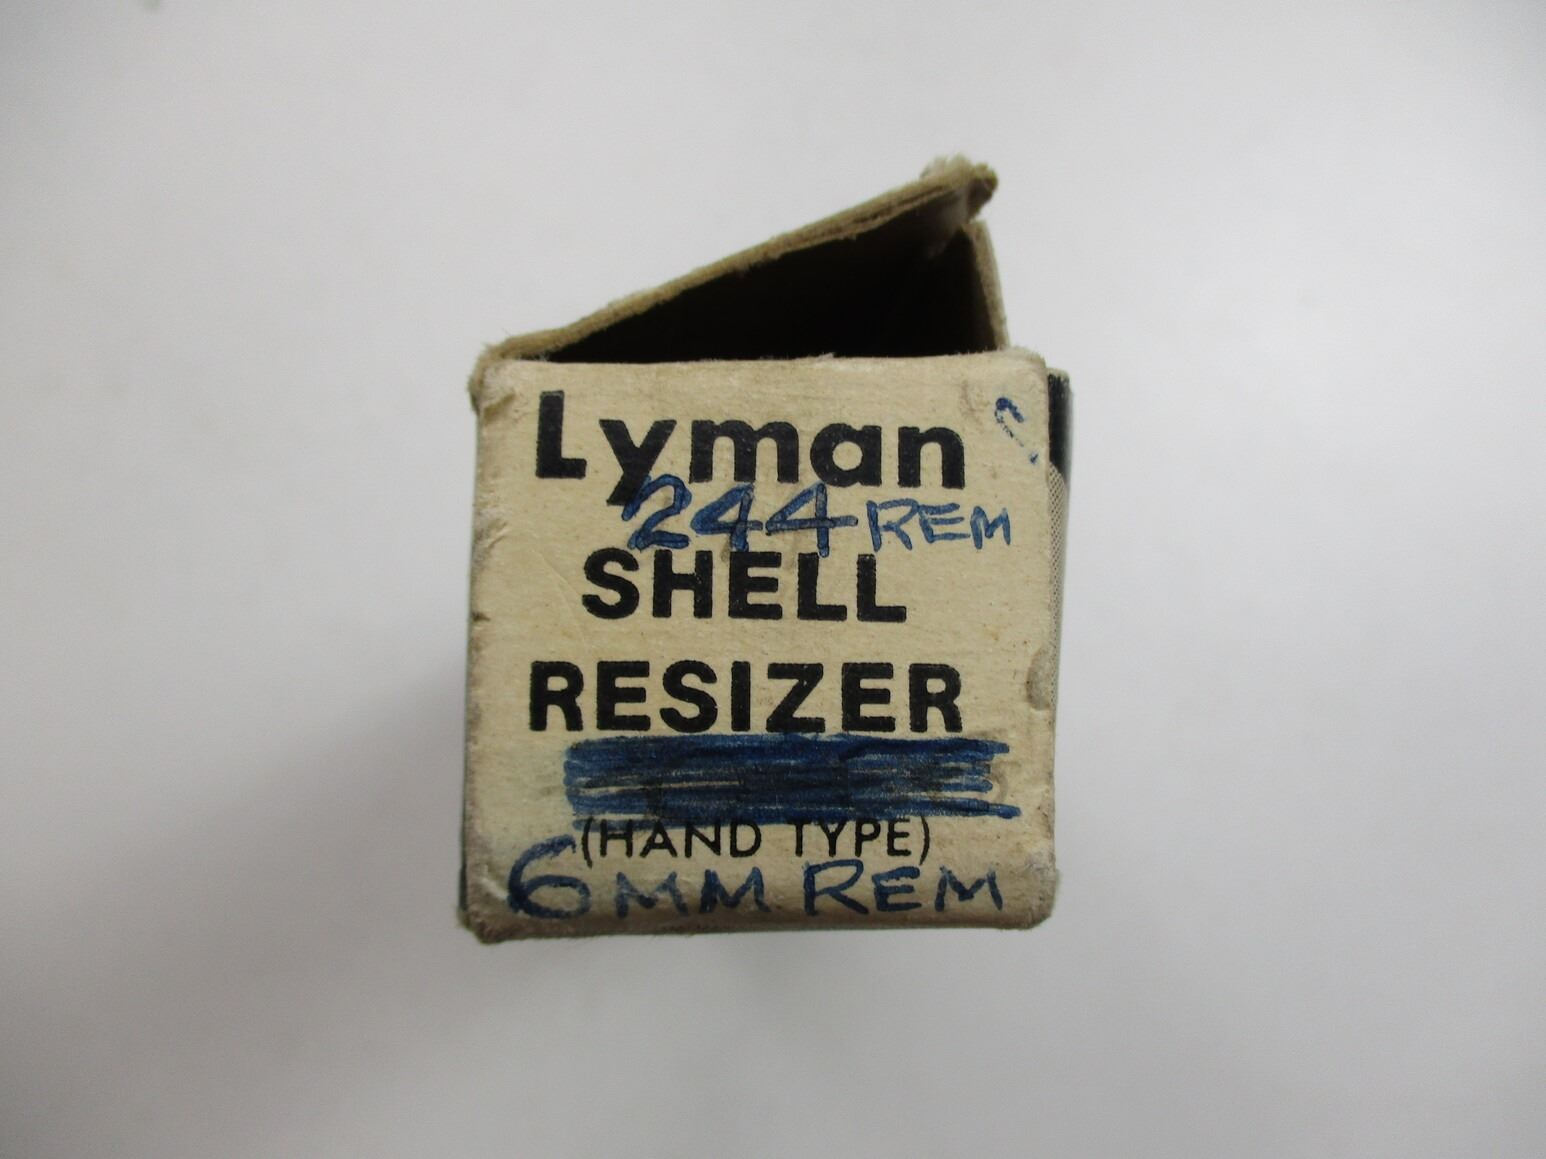 Lyman
244 REM
SHELL
RESIZER
(HAND TYPE)
6MM REM